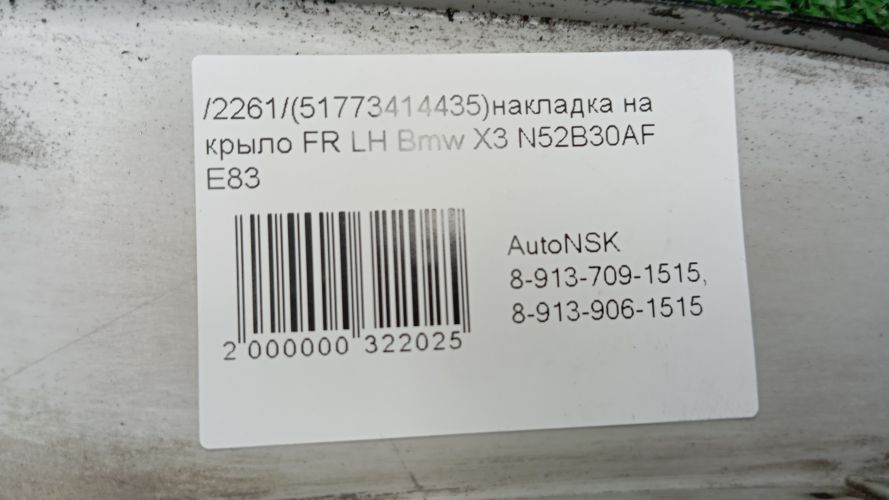 /2261/(51773414435)накладка на
крыло FR LH Bmw X3 N52B30AF
E83
AutoNSK
8-913-709-1515,
8-913-906-1515
2 000000 322025